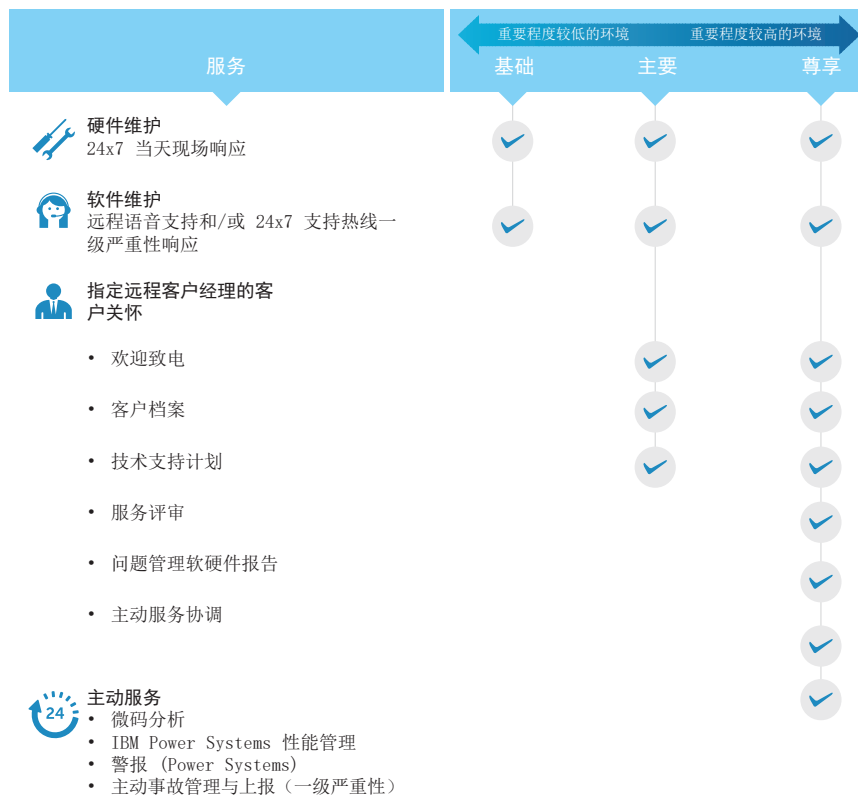 重要程度较低的环境 重要程度较高的环境
服务 基础 主要 尊享
硬件维护
24x7 当天现场响应
软件维护
远程语音支持和/或 24x7 支持热线一
级严重性响应
指定远程客户经理的客
户关怀
• 欢迎致电
• 客户档案
• 技术支持计划
• 服务评审
• 问题管理软硬件报告
• 主动服务协调
24
主动服务
• 微码分析
• IBM Power Systems 性能管理
• 警报 (Power Systems)
• 主动事故管理与上报（一级严重性）